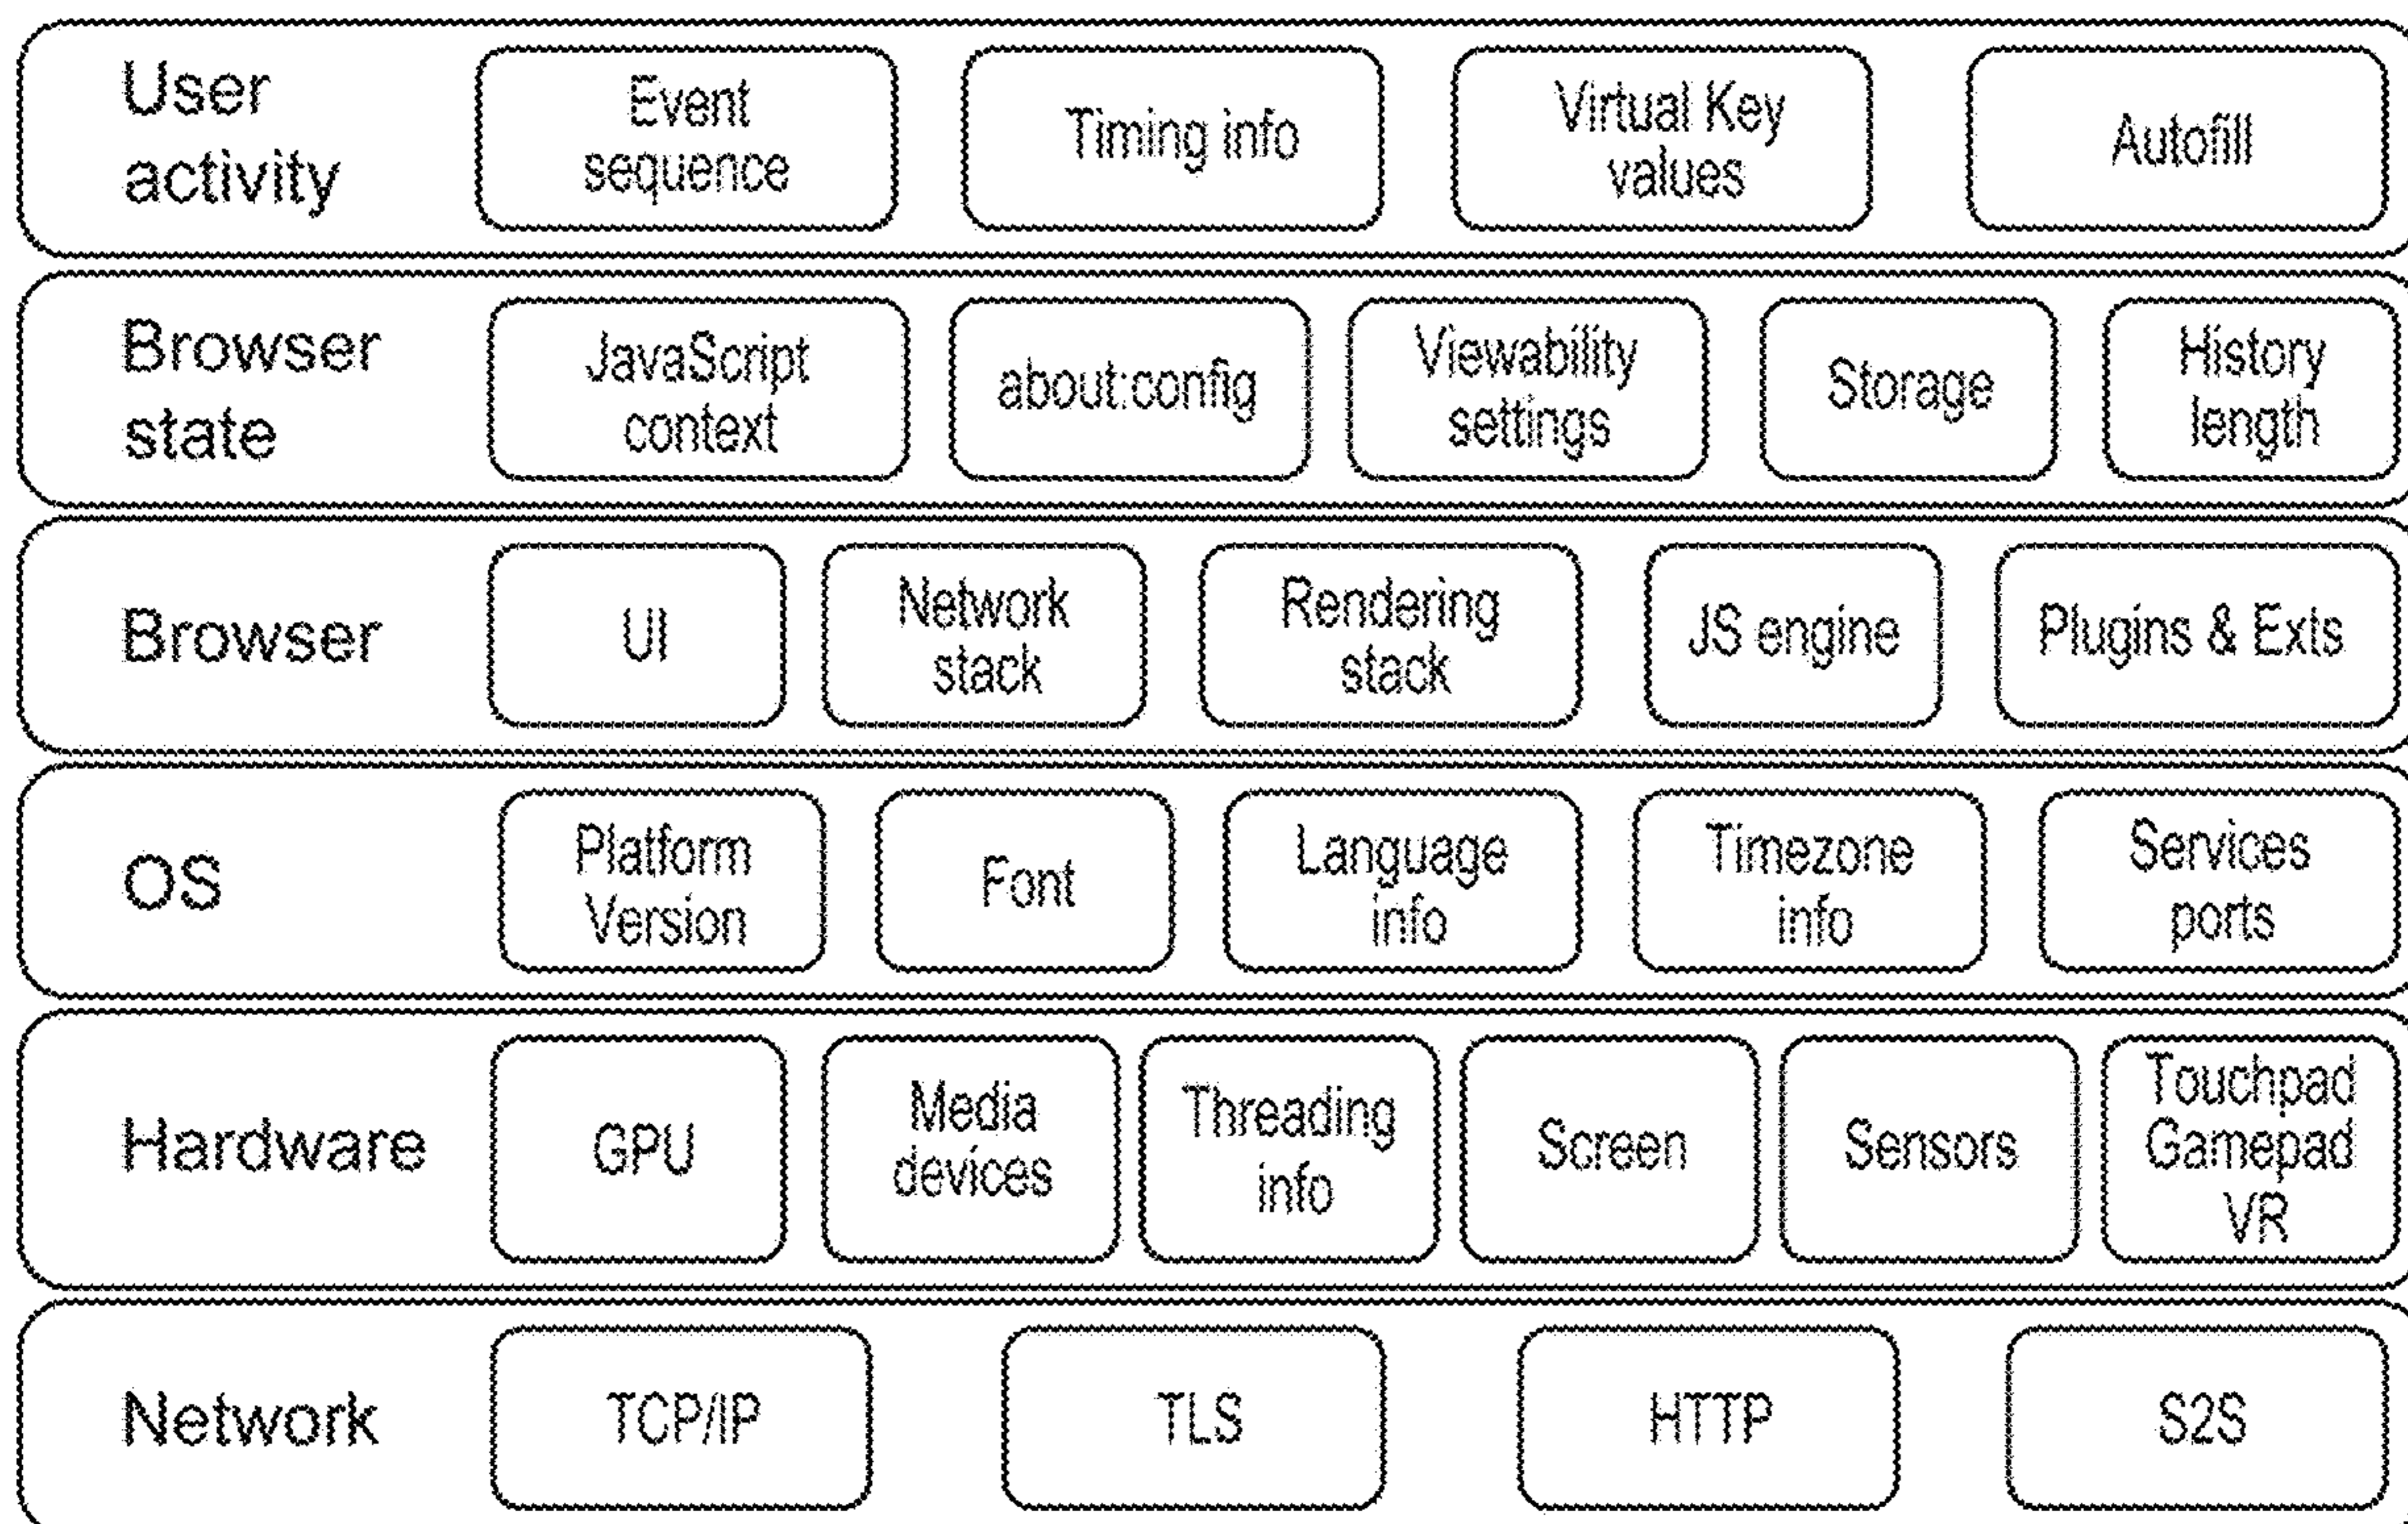 User
activity
Event
sequence
Timing info
Virtual Key
values
Autofill
Browser
state
JavaScript
context
about:config
Viewability
settings
Storage
History
length
Browser
UI
Network
stack
Rendering
stack
JS engine
Plugins & Exts
OS
Platform
Version
Font
Language
info
Timezone
info
Services
ports
Hardware
GPU
Media
devices
Threading
info
Screen
Sensors
Touchpad
Gamepad
VR
Network
TCP/IP
TLS
HTTP
S2S